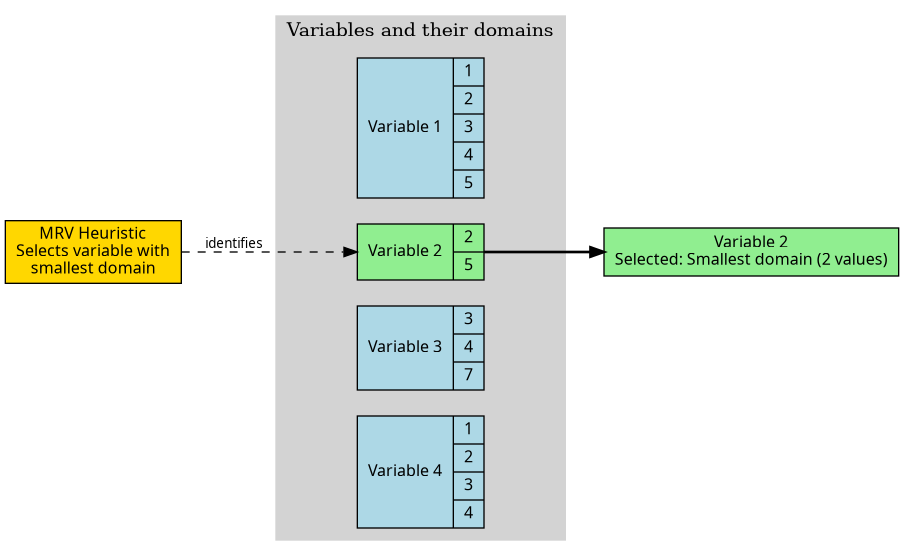 Variables and their domains
Variable 1
1
2
3
4
5
MRV Heuristic
Selects variable with
smallest domain
identifies
Variable 2
2
5
Variable 2
Selected: Smallest domain (2 values)
Variable 3
3
4
7
Variable 4
1
2
3
4